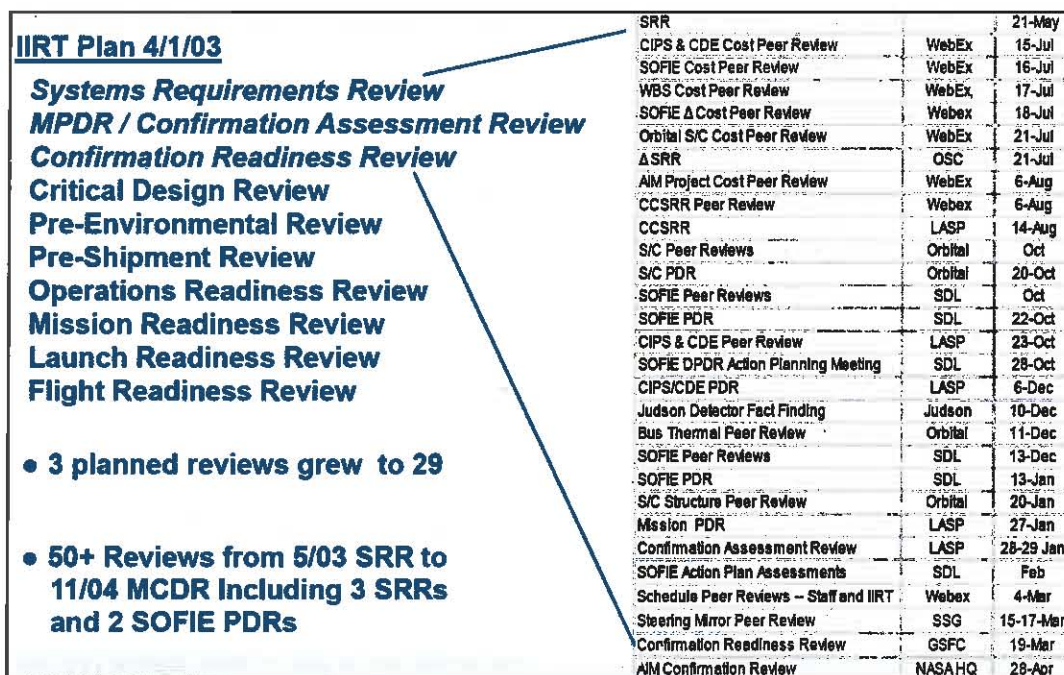 IIRT Plan 4/1/03
Systems Requirements Review
MPDR / Confirmation Assessment Review
Confirmation Readiness Review
Critical Design Review
Pre-Environmental Review
Pre-Shipment Review
Operations Readiness Review
Mission Readiness Review
Launch Readiness Review
Flight Readiness Review
• 3 planned reviews grew to 29
• 50+ Reviews from 5/03 SRR to
11/04 MCDR Including 3 SRRs
and 2 SOFIE PDRs
SRR 21-May
CIPS & CDE Cost Peer Review WebEx 15-Jul
SOFIE Cost Peer Review WebEx 16-Jul
WBS Cost Peer Review WebEx 17-Jul
SOFIE Δ Cost Peer Review Webex 18-Jul
Orbital S/C Cost Peer Review WebEx 21-Jul
Δ SRR OSC 21-Jul
AIM Project Cost Peer Review WebEx 6-Aug
CCSRR Peer Review Webex 6-Aug
CCSRR LASP 14-Aug
S/C Peer Reviews Orbital Oct
S/C PDR Orbital 20-Oct
SOFIE Peer Reviews SDL Oct
SOFIE PDR SDL 22-Oct
CIPS & CDE Peer Review LASP 23-Oct
SOFIE DPDR Action Planning Meeting SDL 28-Oct
CIPS/CDE PDR LASP 6-Dec
Judson Detector Fact Finding Judson 10-Dec
Bus Thermal Peer Review Orbital 11-Dec
SOFIE Peer Reviews SDL 13-Dec
SOFIE PDR SDL 13-Jan
S/C Structure Peer Review Orbital 20-Jan
Mission PDR LASP 27-Jan
Confirmation Assessment Review LASP 28-29 Jan
SOFIE Action Plan Assessments SDL Feb
Schedule Peer Reviews -- Staff and IIRT Webex 4-Mar
Steering Mirror Peer Review SSG 15-17-Mar
Confirmation Readiness Review GSFC 19-Mar
AIM Confirmation Review NASA HQ 28-Apr